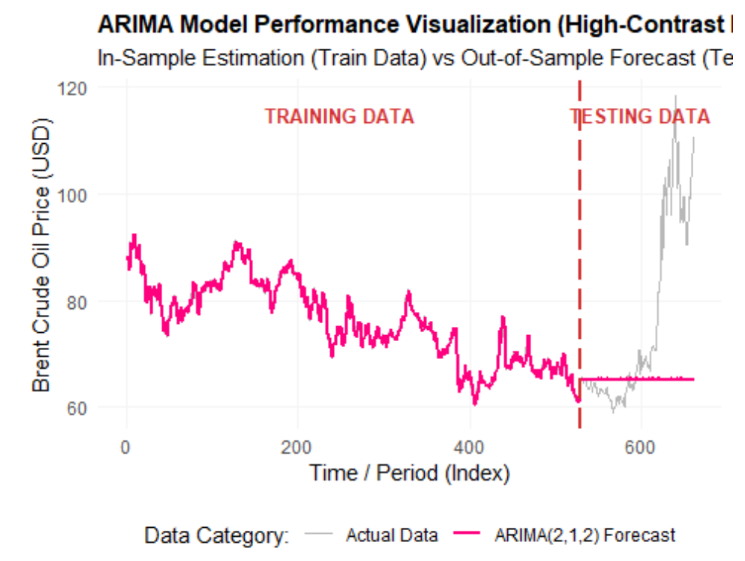 ARIMA Model Performance Visualization (High-Contrast
In-Sample Estimation (Train Data) vs Out-of-Sample Forecast (Te
120
TRAINING DATA
TESTING DATA
100
80
60
Brent Crude Oil Price (USD)
0
200
400
600
Time / Period (Index)
Data Category:
Actual Data
ARIMA(2,1,2) Forecast